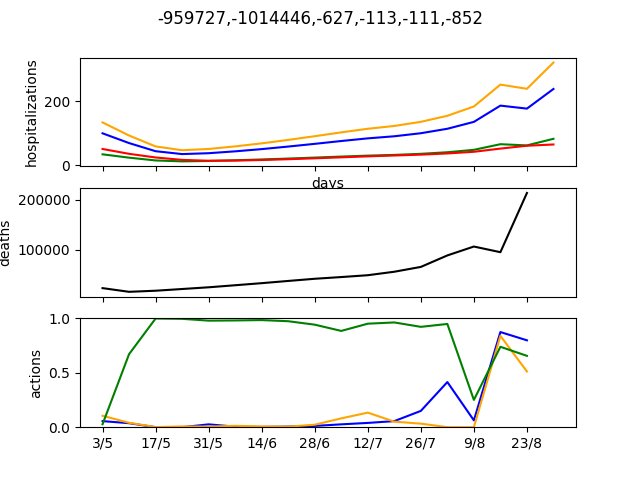 -959727,-1014446,-627,-113,-111,-852
hospitalizations
200
0
days
deaths
200000
100000
actions
1.0
0.5
0.0
3/5 17/5 31/5 14/6 28/6 12/7 26/7 9/8 23/8